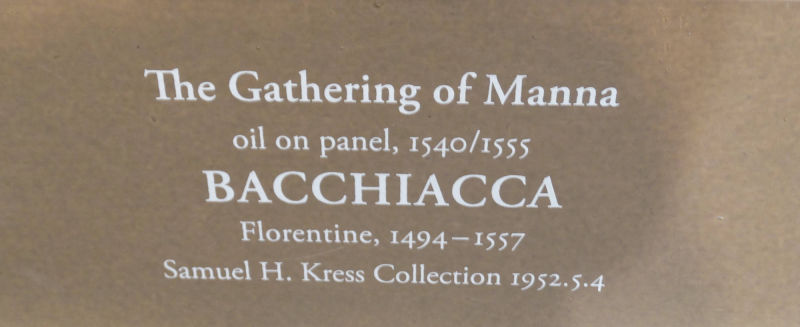 The Gathering of Manna
oil on panel, 1540/1555
BACCHIACCA
Florentine, 1494–1557
Samuel H. Kress Collection 1952.5.4